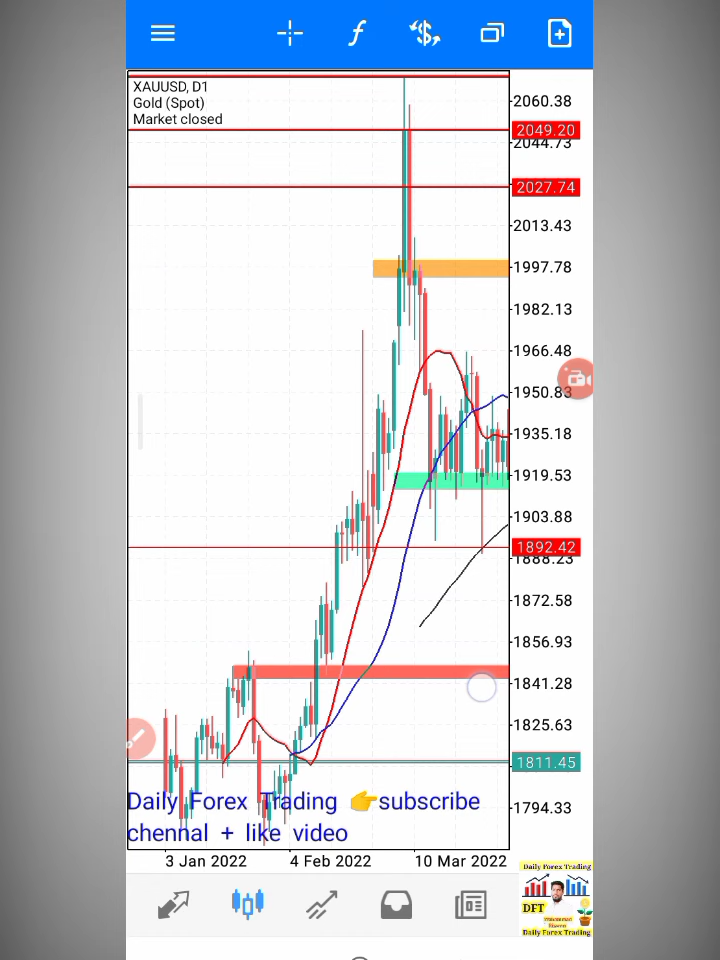 XAUUSD, D1
Gold (Spot)
Market closed
2060.38
2049.20
2044.73
2027.74
2013.43
1997.78
1982.13
1966.48
1950.83
1935.18
1919.53
1903.88
1892.42
1888.23
1872.58
1856.93
1841.28
1825.63
1811.45
1794.33
Daily Forex Trading 👉subscribe
chennal + like video
3 Jan 2022
4 Feb 2022
10 Mar 2022
Daily Forex Trading
DFT
Daily Forex Trading